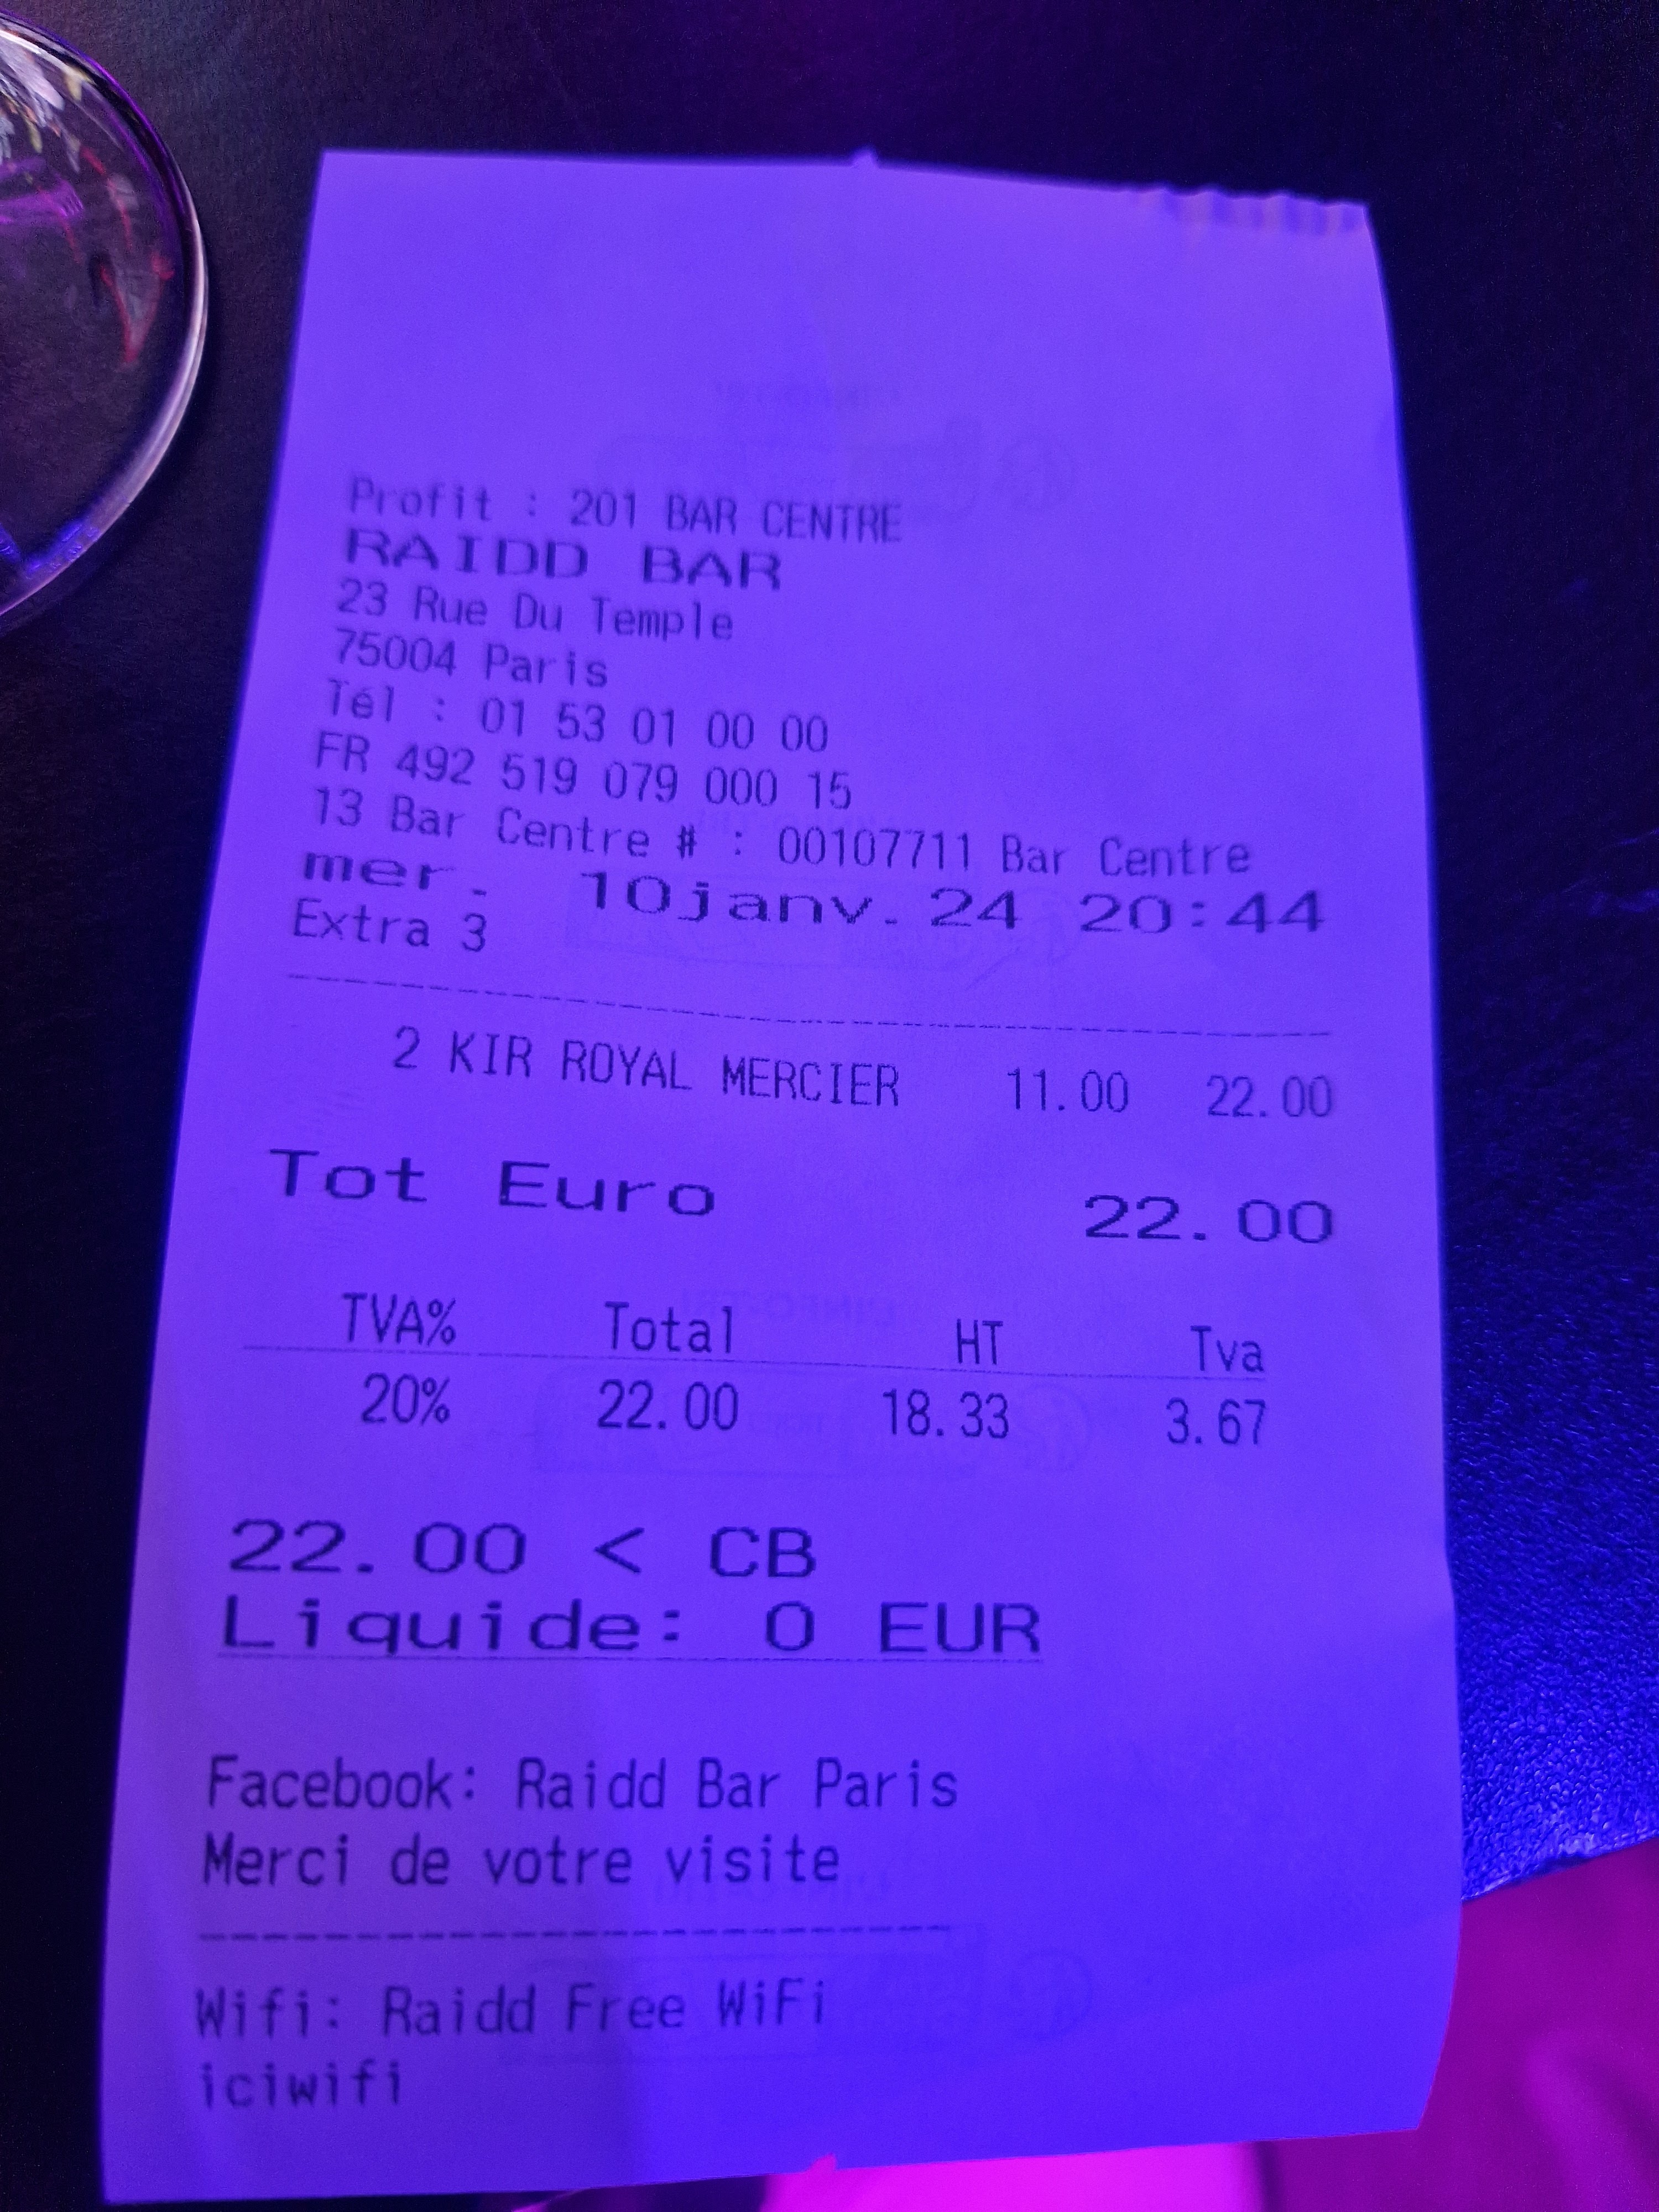 Profit : 201 BAR CENTRE
RAIDD BAR
23 Rue Du Temple
75004 Paris
Tél : 01 53 01 00 00
FR 492 519 079 000 15
13 Bar Centre # : 00107711 Bar Centre
mer. 10janv.24 20:44
Extra 3
2 KIR ROYAL MERCIER 11.00 22.00
Tot Euro 22.00
TVA% Total HT Tva
20% 22.00 18.33 3.67
22.00 < CB
Liquide: 0 EUR
Facebook: Raidd Bar Paris
Merci de votre visite
Wifi: Raidd Free WiFi
iciwifi